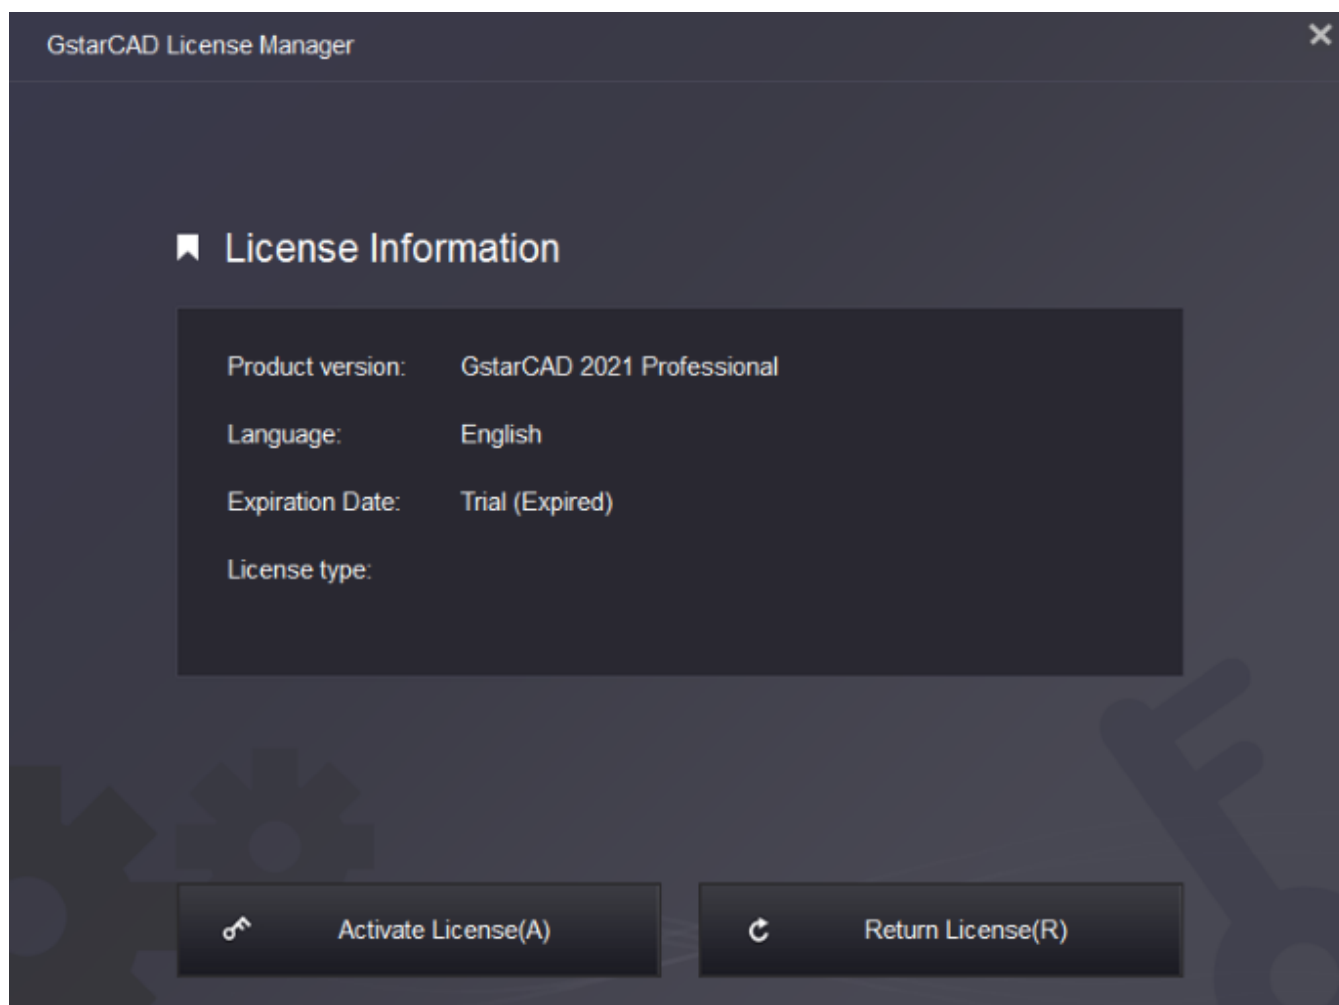 GstarCAD License Manager
License Information
Product version: GstarCAD 2021 Professional
Language: English
Expiration Date: Trial (Expired)
License type:
Activate License(A) Return License(R)